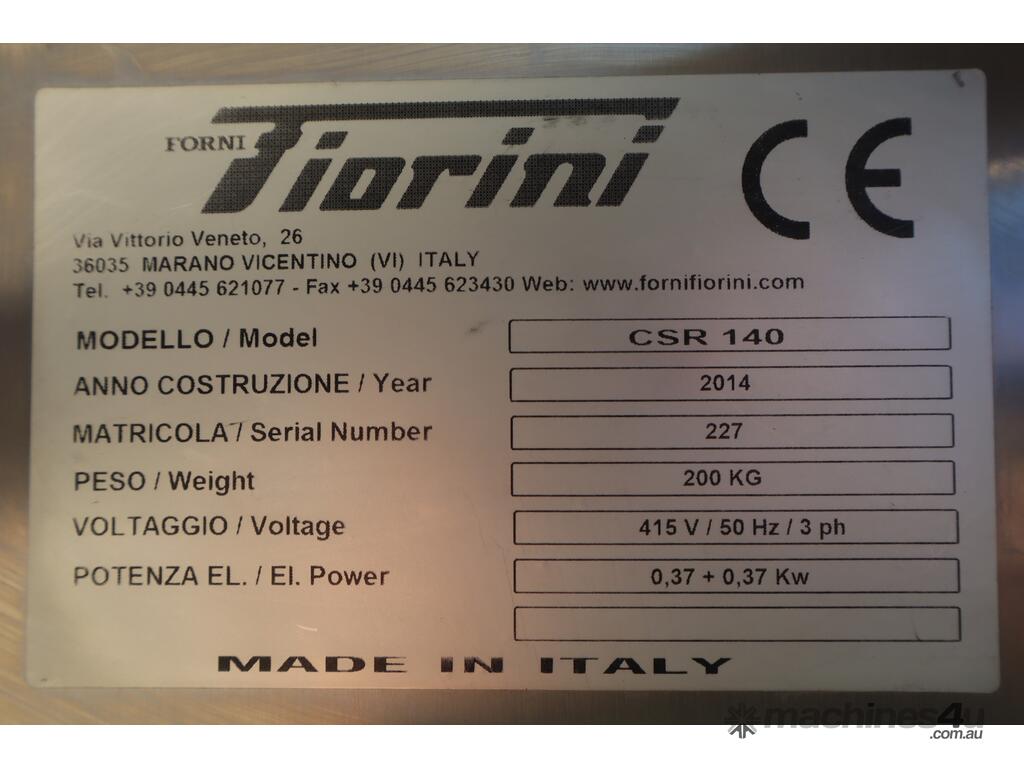 FORNI Fiorini
CE
Via Vittorio Veneto, 26
36035 MARANO VICENTINO (VI) ITALY
Tel. +39 0445 621077 - Fax +39 0445 623430 Web: www.fornifiorini.com
MODELLO / Model CSR 140
ANNO COSTRUZIONE / Year 2014
MATRICOLA / Serial Number 227
PESO / Weight 200 KG
VOLTAGGIO / Voltage 415 V / 50 Hz / 3 ph
POTENZA EL. / El. Power 0,37 + 0,37 Kw
MADE IN ITALY
machines4u
.com.au